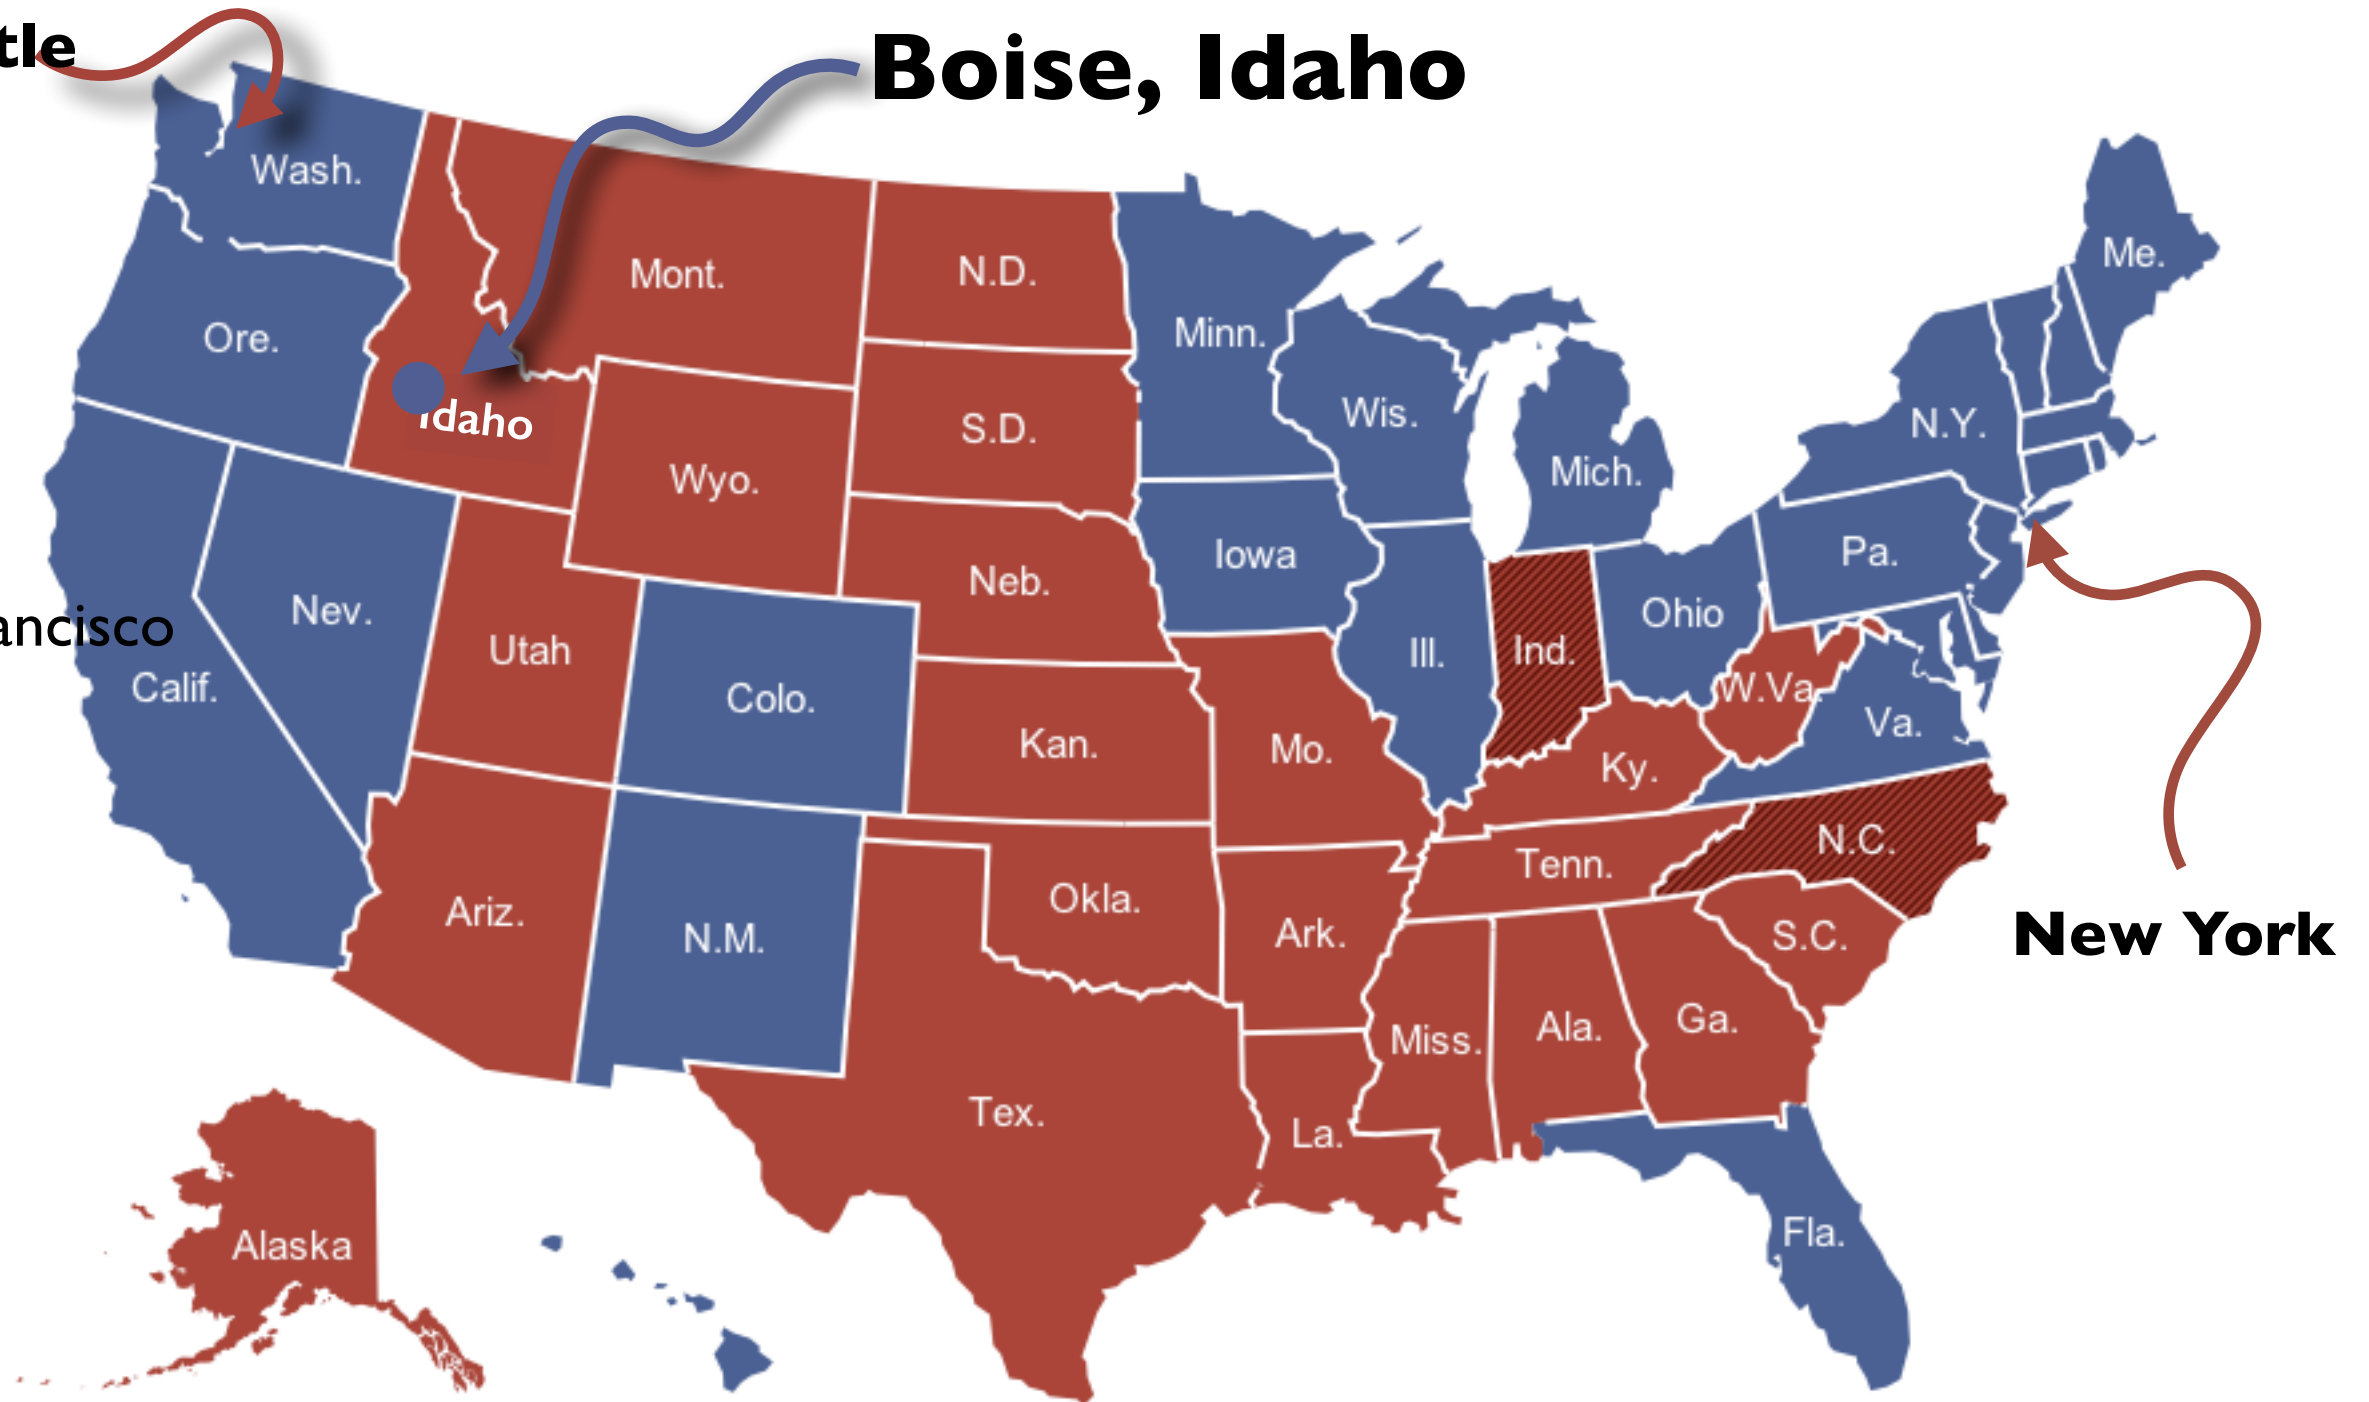 tle
Boise, Idaho
Wash.
Me.
Mont.
N.D.
Ore.
Minn.
Idaho
S.D.
Wis.
N.Y.
Wyo.
Mich.
Iowa
Pa.
Neb.
Nev.
Ohio
ancisco
Utah
Ill.
Ind.
Calif.
Colo.
W.Va.
Va.
Kan.
Mo.
Ky.
N.C.
Tenn.
Okla.
Ariz.
N.M.
Ark.
S.C.
New York
Ga.
Miss.
Ala.
Tex.
La.
Fla.
Alaska